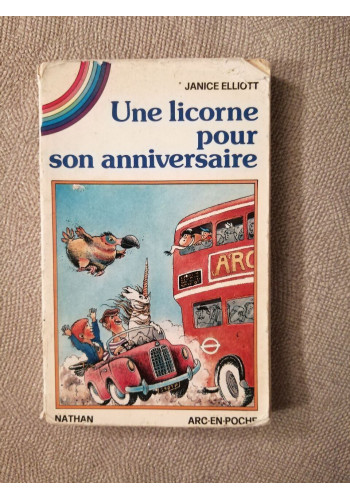 JANICE ELLIOTT
Une licorne
pour
son anniversaire
ARC
NATHAN
ARC-EN-POCHE